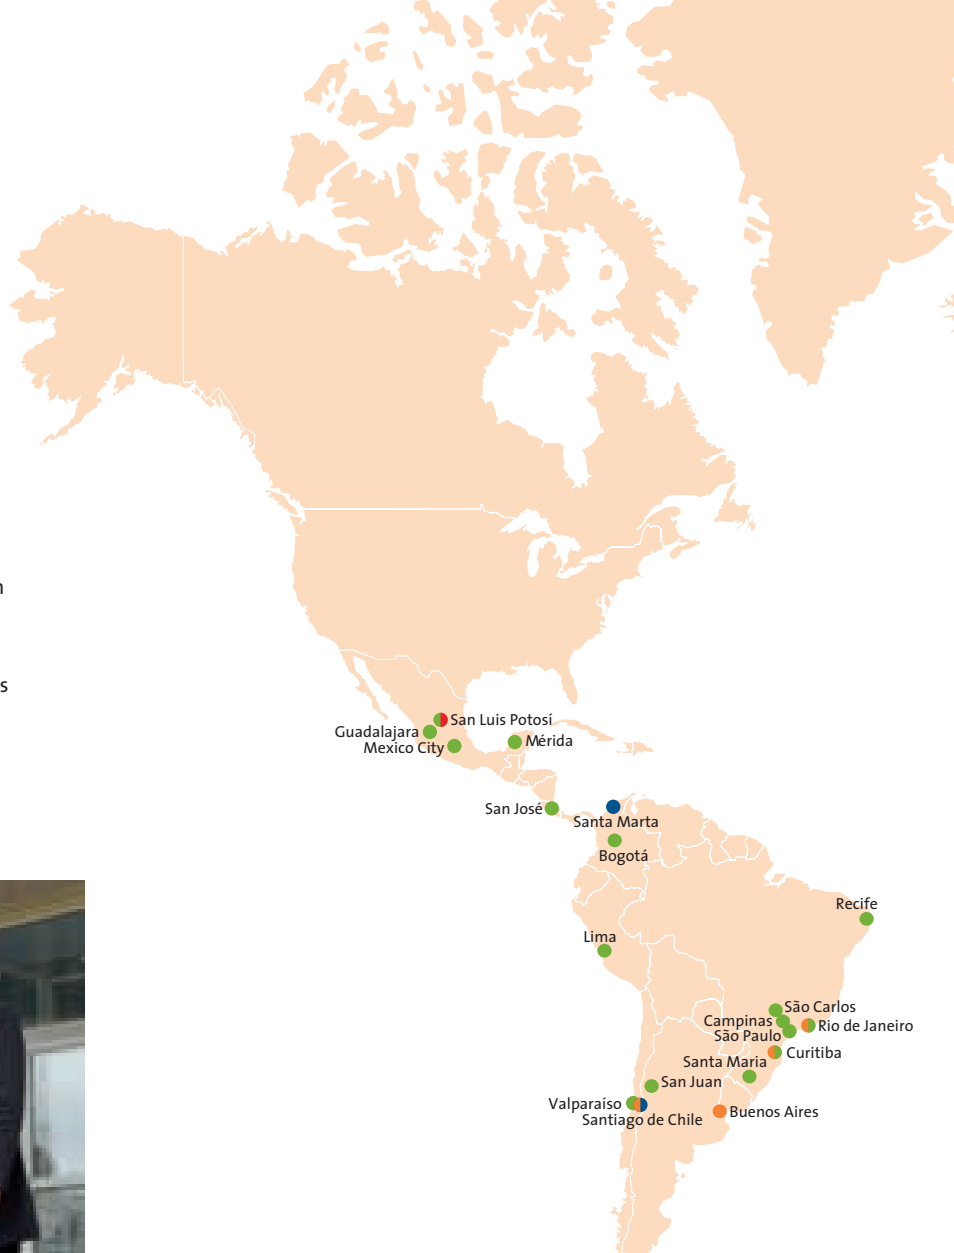 n
s
San Luis Potosí
Guadalajara
Mexico City
Mérida
San José
Santa Marta
Bogotá
Recife
Lima
São Carlos
Campinas
Rio de Janeiro
São Paulo
Curitiba
Santa Maria
San Juan
Valparaíso
Buenos Aires
Santiago de Chile